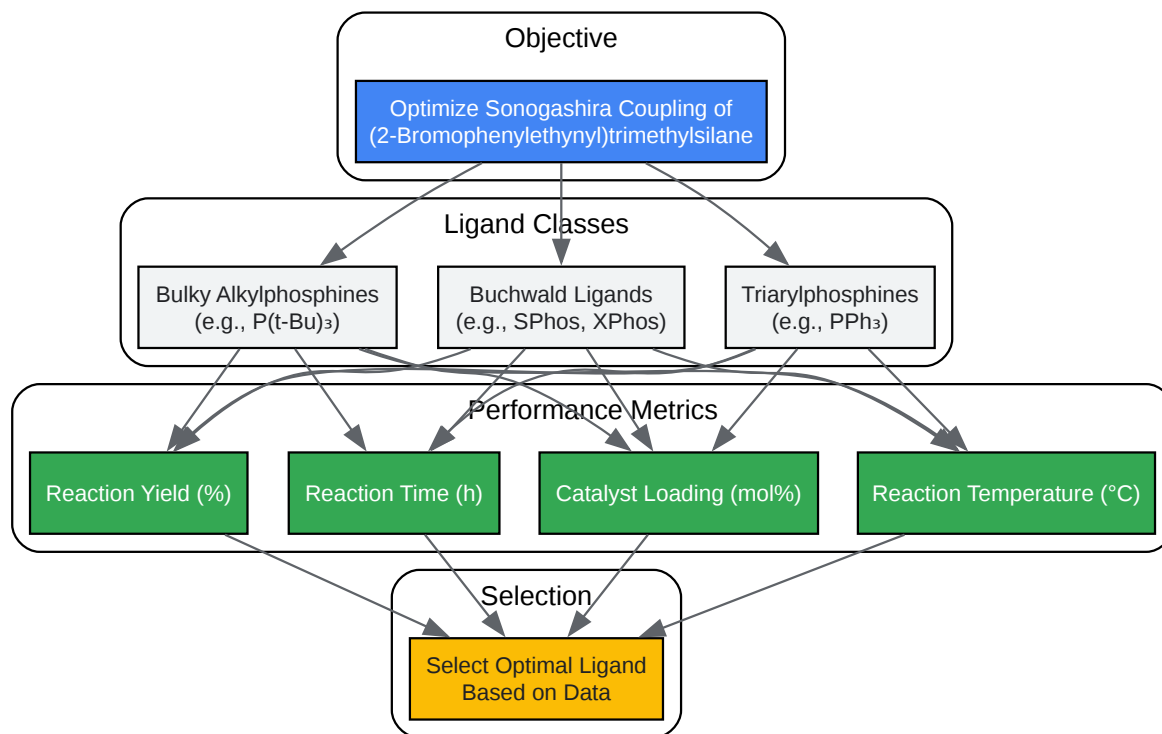 Objective
Optimize Sonogashira Coupling of
(2-Bromophenylethynyl)trimethylsilane
Ligand Classes
Bulky Alkylphosphines
(e.g., P(t-Bu)₃)
Buchwald Ligands
(e.g., SPhos, XPhos)
Triarylphosphines
(e.g., PPh₃)
Performance Metrics
Reaction Yield (%)
Reaction Time (h)
Catalyst Loading (mol%)
Reaction Temperature (°C)
Selection
Select Optimal Ligand
Based on Data